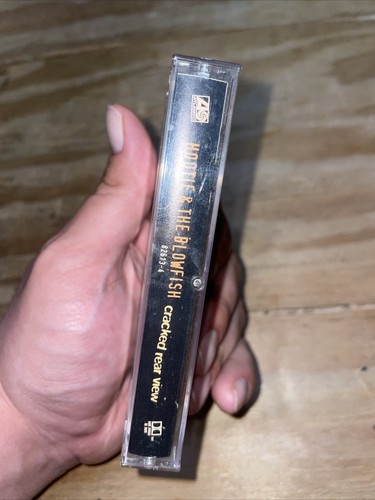 HOOTIE & THE BLOWFISH
82613-4
cracked rear view